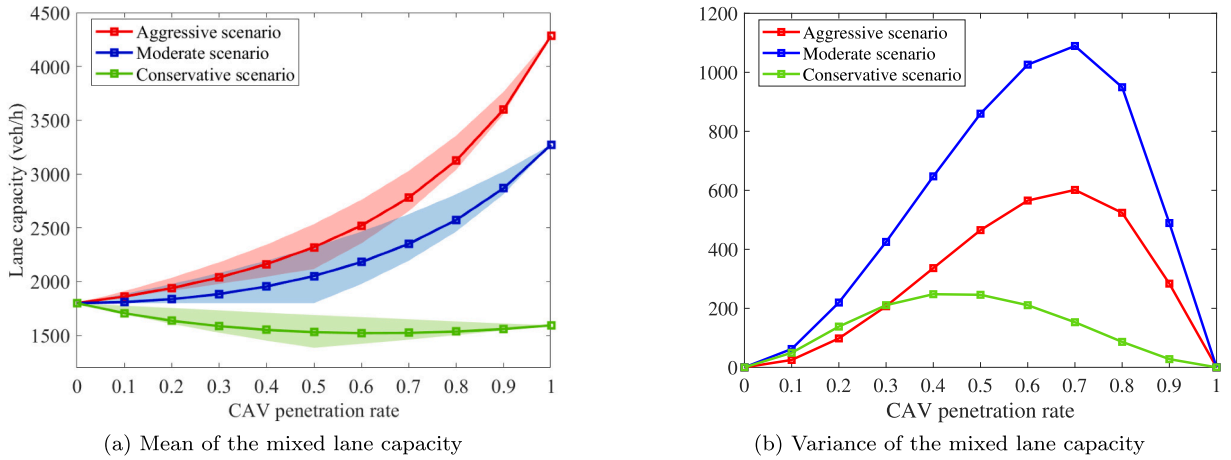 4500
4000
3500
3000
2500
2000
1500
Lane capacity (veh/h)
Aggressive scenario
Moderate scenario
Conservative scenario
0 0.1 0.2 0.3 0.4 0.5 0.6 0.7 0.8 0.9 1
CAV penetration rate
(a) Mean of the mixed lane capacity
1200
1000
800
600
400
200
0
Aggressive scenario
Moderate scenario
Conservative scenario
0 0.1 0.2 0.3 0.4 0.5 0.6 0.7 0.8 0.9 1
CAV penetration rate
(b) Variance of the mixed lane capacity